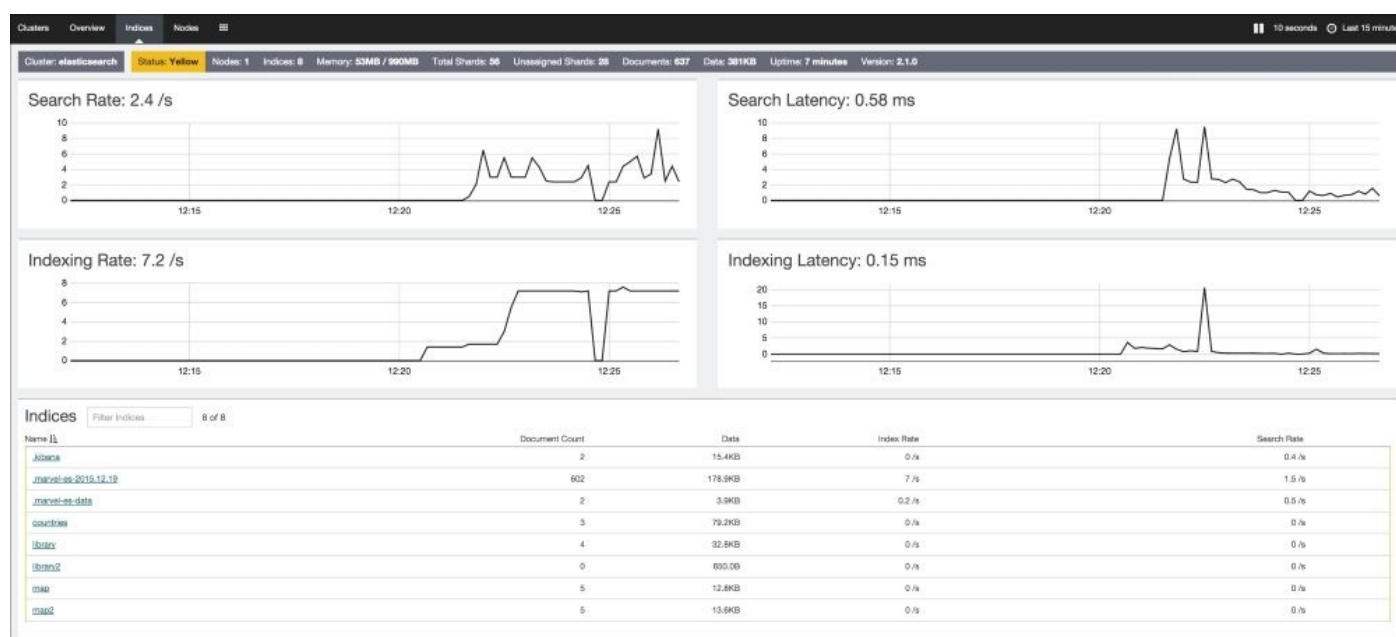 Clusters Overview Indices Nodes 10 seconds Last 15 minute
Cluster: elasticsearch Status: Yellow Nodes: 1 Indices: 8 Memory: 53MB / 990MB Total Shards: 56 Unassigned Shards: 28 Documents: 637 Data: 381KB Uptime: 7 minutes Version: 2.1.0
Search Rate: 2.4 /s
10
8
6
4
2
0
12:15 12:20 12:25
Search Latency: 0.58 ms
10
8
6
4
2
0
12:15 12:20 12:25
Indexing Rate: 7.2 /s
8
6
4
2
0
12:15 12:20 12:25
Indexing Latency: 0.15 ms
20
15
10
5
0
12:15 12:20 12:25
Indices Filter Indices 8 of 8
Name Document Count Data Index Rate Search Rate
.kibana 2 15.4KB 0 /s 0.4 /s
.marvel-es-2015.12.19 602 178.9KB 7 /s 1.5 /s
.marvel-es-data 2 3.9KB 0.2 /s 0.5 /s
countries 3 79.2KB 0 /s 0 /s
library 4 32.8KB 0 /s 0 /s
library2 0 650.0B 0 /s 0 /s
map 5 12.8KB 0 /s 0 /s
map2 5 13.6KB 0 /s 0 /s